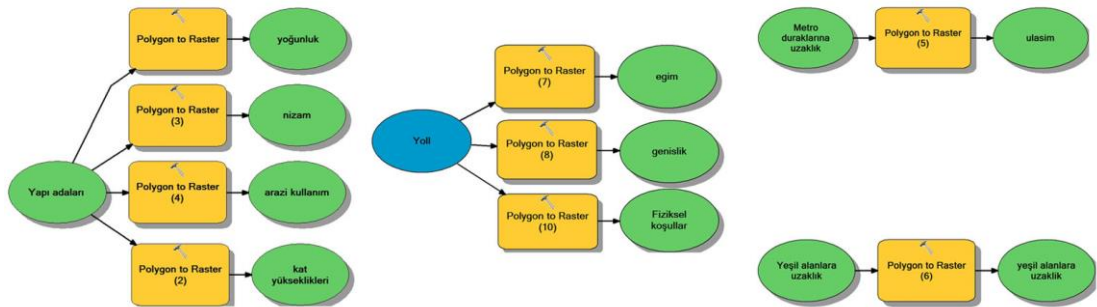 Polygon to Raster
yoğunluk
Polygon to Raster
(3)
nizam
Yapı adaları
Polygon to Raster
(4)
arazi kullanım
Polygon to Raster
(2)
kat
yükseklikleri
Yoll
Polygon to Raster
(7)
egim
Polygon to Raster
(8)
genislik
Polygon to Raster
(10)
Fiziksel
koşullar
Metro
duraklarına
uzaklık
Polygon to Raster
(5)
ulasim
Yeşil alanlara
uzaklık
Polygon to Raster
(6)
yeşil alanlara
uzaklik